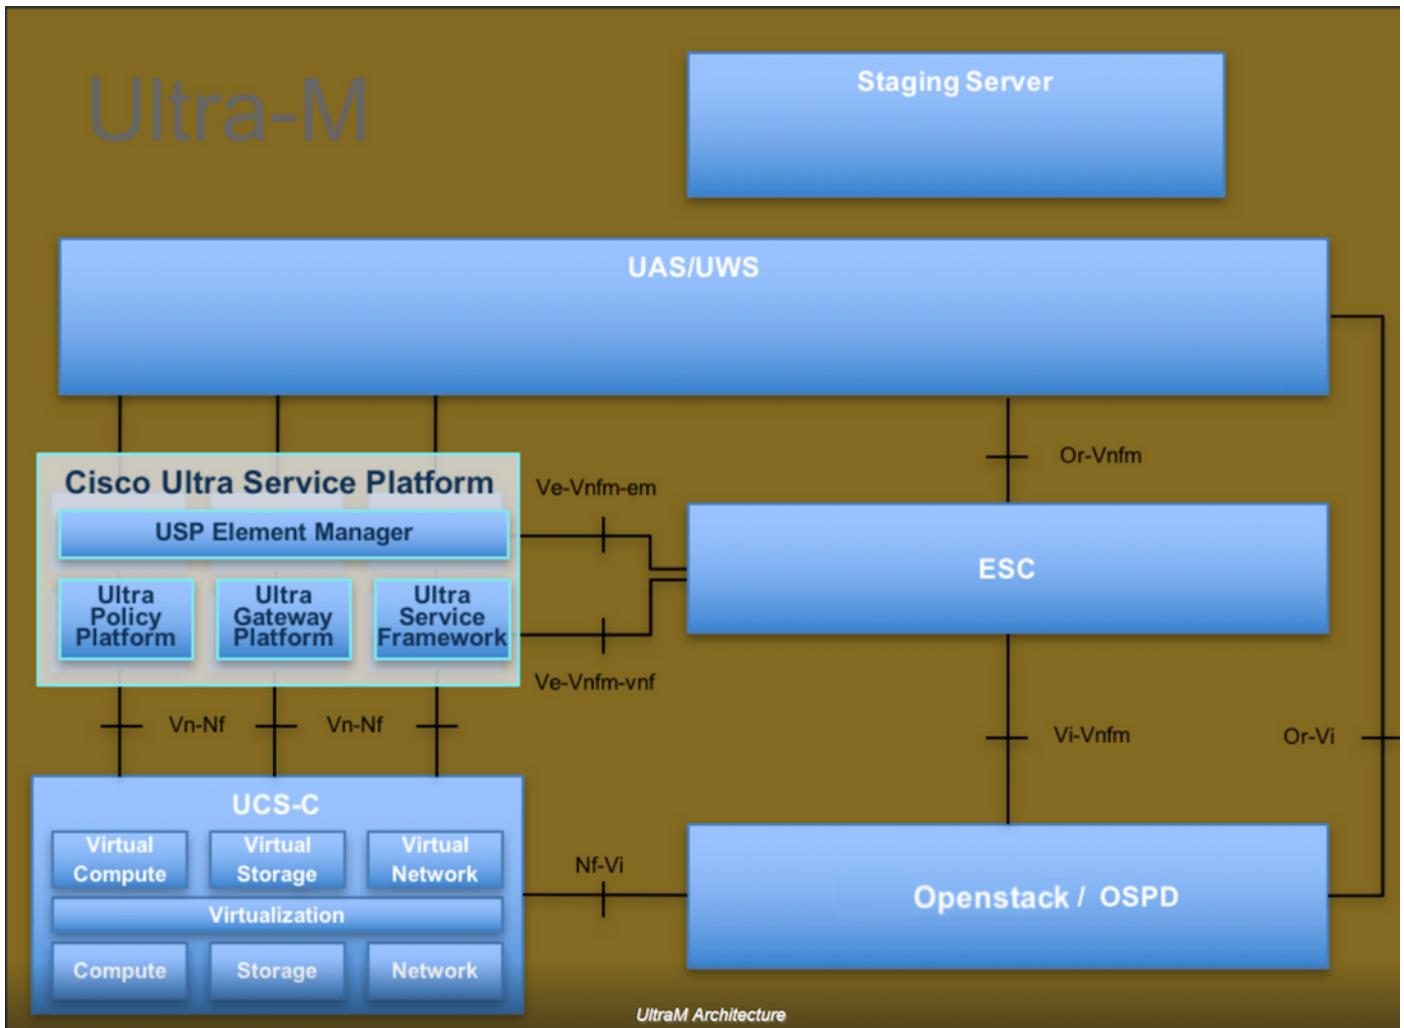 Ultra-M
Staging Server
UAS/UWS
Or-Vnfm
Cisco Ultra Service Platform
Ve-Vnfm-em
USP Element Manager
ESC
Ultra
Policy
Platform
Ultra
Gateway
Platform
Ultra
Service
Framework
Ve-Vnfm-vnf
Vn-Nf
Vn-Nf
Vi-Vnfm
Or-Vi
UCS-C
Virtual
Compute
Virtual
Storage
Virtual
Network
Nf-Vi
Openstack / OSPD
Virtualization
Compute
Storage
Network
UltraM Architecture